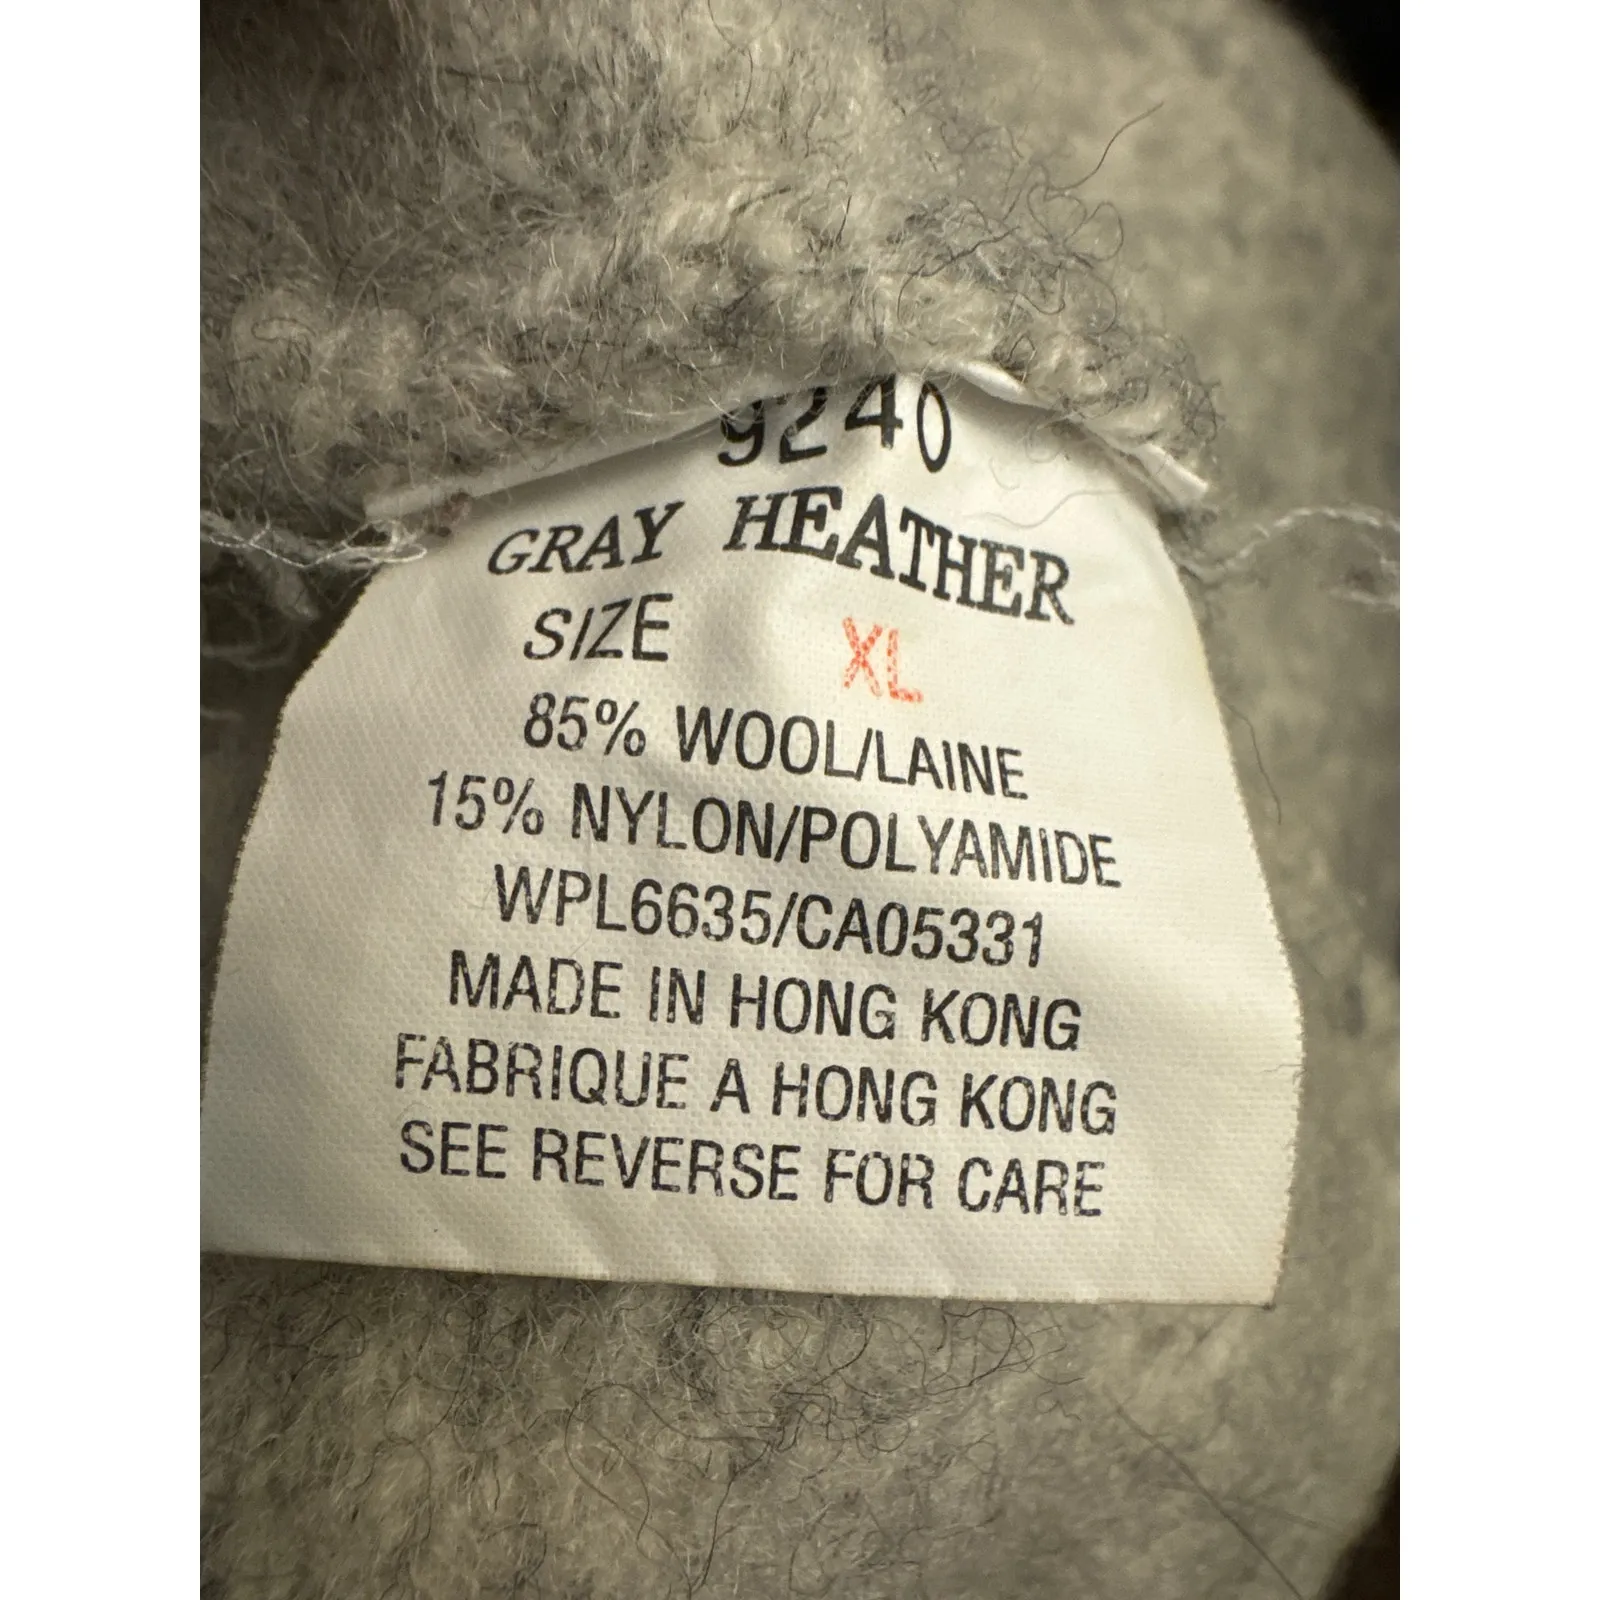 9240
GRAY HEATHER
SIZE XL
85% WOOL/LAINE
15% NYLON/POLYAMIDE
WPL6635/CA05331
MADE IN HONG KONG
FABRIQUE A HONG KONG
SEE REVERSE FOR CARE